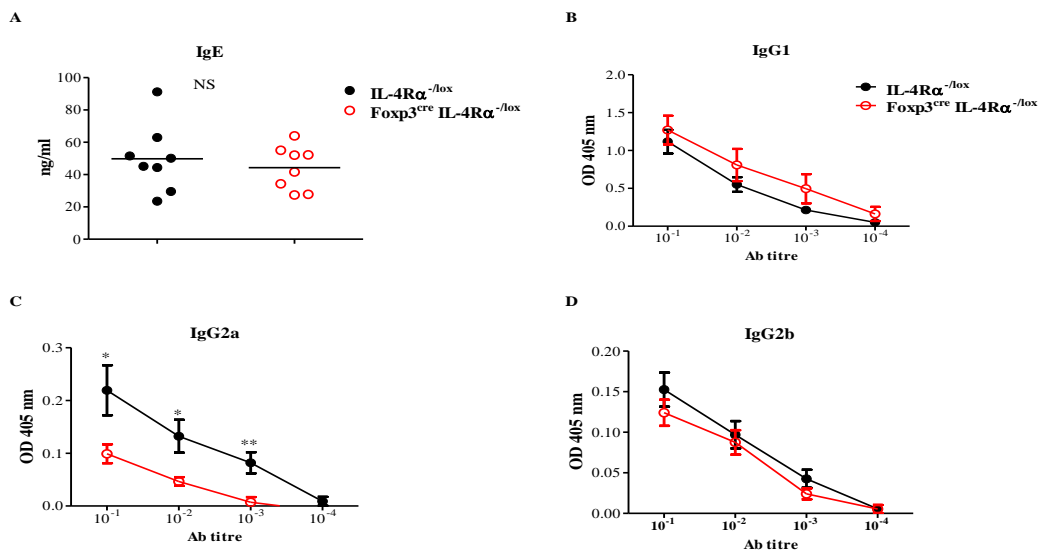 A
IgE
NS
IL-4Rα-/lox
Foxp3cre IL-4Rα-/lox
ng/ml
100
80
60
40
20
0
B
IgG1
IL-4Rα-/lox
Foxp3cre IL-4Rα-/lox
OD 405 nm
2.0
1.5
1.0
0.5
0.0
10-1 10-2 10-3 10-4
Ab titre
C
IgG2a
OD 405 nm
0.3
0.2
0.1
0.0
* * **
10-1 10-2 10-3 10-4
Ab titre
D
IgG2b
OD 405 nm
0.20
0.15
0.10
0.05
0.00
10-1 10-2 10-3 10-4
Ab titre